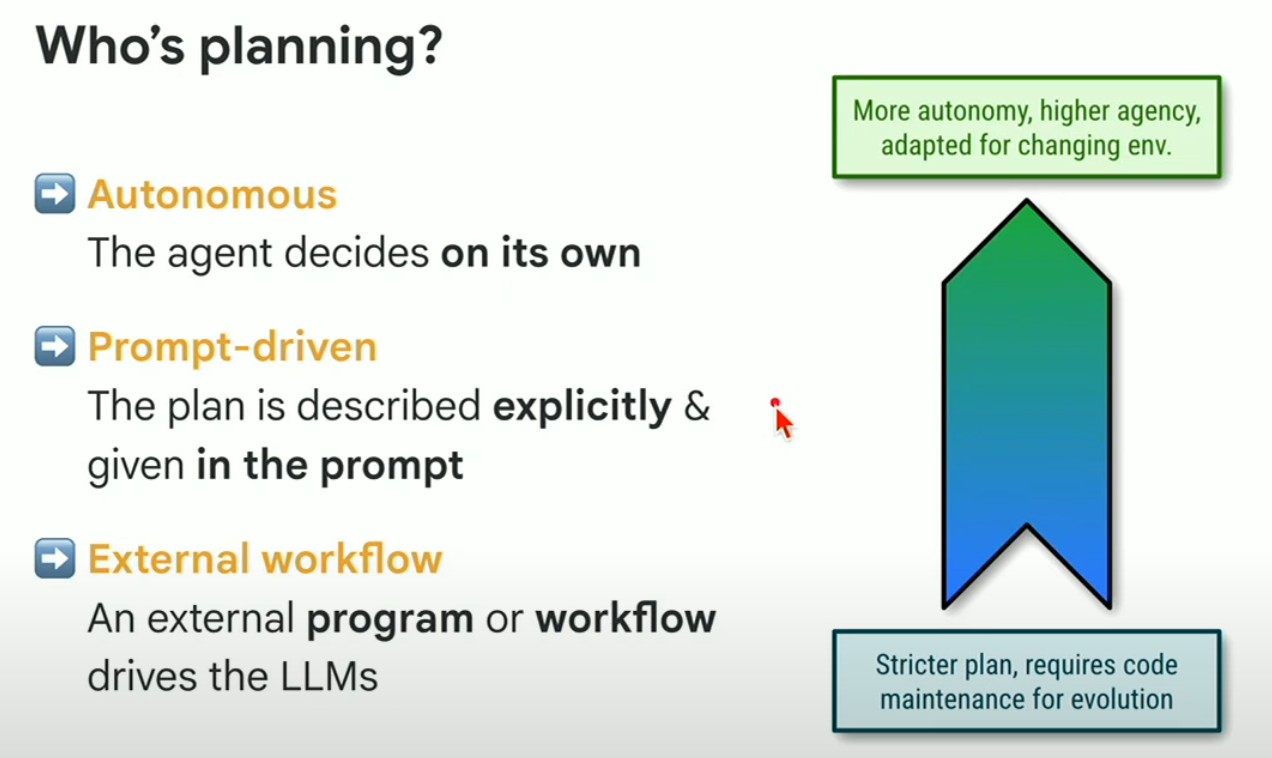 Who's planning?
Autonomous
The agent decides on its own
Prompt-driven
The plan is described explicitly &
given in the prompt
External workflow
An external program or workflow
drives the LLMs
More autonomy, higher agency,
adapted for changing env.
Stricter plan, requires code
maintenance for evolution